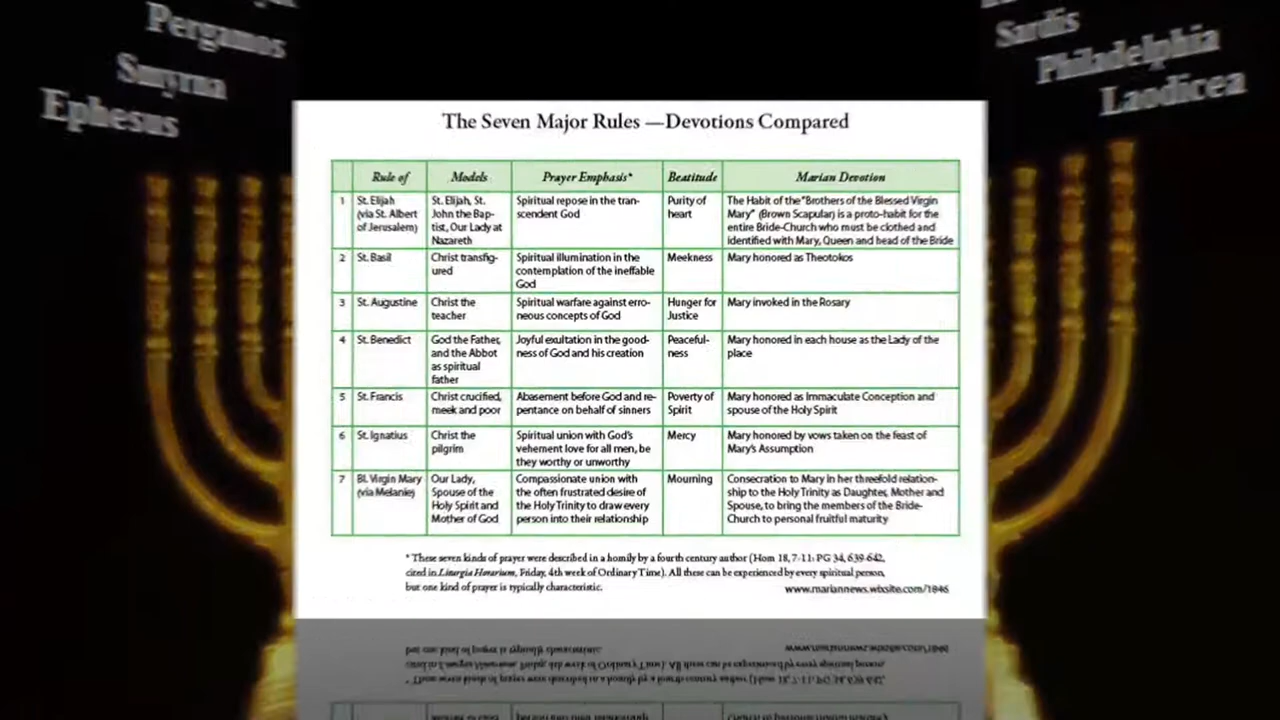 Pergamos
Smyrna
Ephesus
Sardis
Philadelphia
Laodicea
The Seven Major Rules —Devotions Compared
Rule of Models Prayer Emphasis* Beatitude Marian Devotion
1 St. Elijah St. Elijah, St. Spiritual repose in the tran- Purity of The Habit of the "Brothers of the Blessed Virgin
(via St. Albert John the Bap- scendent God heart Mary" (Brown Scapular) is a proto-habit for the
of Jerusalem) tist, Our Lady at entire Bride-Church who must be clothed and
Nazareth identified with Mary, Queen and head of the Bride
2 St. Basil Christ transfig- Spiritual illumination in the Meekness Mary honored as Theotokos
ured contemplation of the ineffable
God
3 St. Augustine Christ the Spiritual warfare against erro- Hunger for Mary invoked in the Rosary
teacher neous concepts of God Justice
4 St. Benedict God the Father, Joyful exultation in the good- Peaceful- Mary honored in each house as the Lady of the
and the Abbot ness of God and his creation ness place
as spiritual
father
5 St. Francis Christ crucified, Abasement before God and re- Poverty of Mary honored as Immaculate Conception and
meek and poor pentance on behalf of sinners Spirit spouse of the Holy Spirit
6 St. Ignatius Christ the Spiritual union with God's Mercy Mary honored by vows taken on the feast of
pilgrim vehement love for all men, be Mary's Assumption
they worthy or unworthy
7 Bl. Virgin Mary Our Lady, Compassionate union with Mourning Consecration to Mary in her threefold relation-
(via Melanie) Spouse of the the often frustrated desire of ship to the Holy Trinity as Daughter, Mother and
Holy Spirit and the Holy Trinity to draw every Spouse, to bring the members of the Bride-
Mother of God person into their relationship Church to personal fruitful maturity
* These seven kinds of prayer were described in a homily by a fourth century author (Hom 18, 7-11: PG 34, 639-642,
cited in Liturgia Horarium, Friday, 4th week of Ordinary Time). All these can be experienced by every spiritual person,
but one kind of prayer is typically characteristic.
www.mariannews.wixsite.com/1846